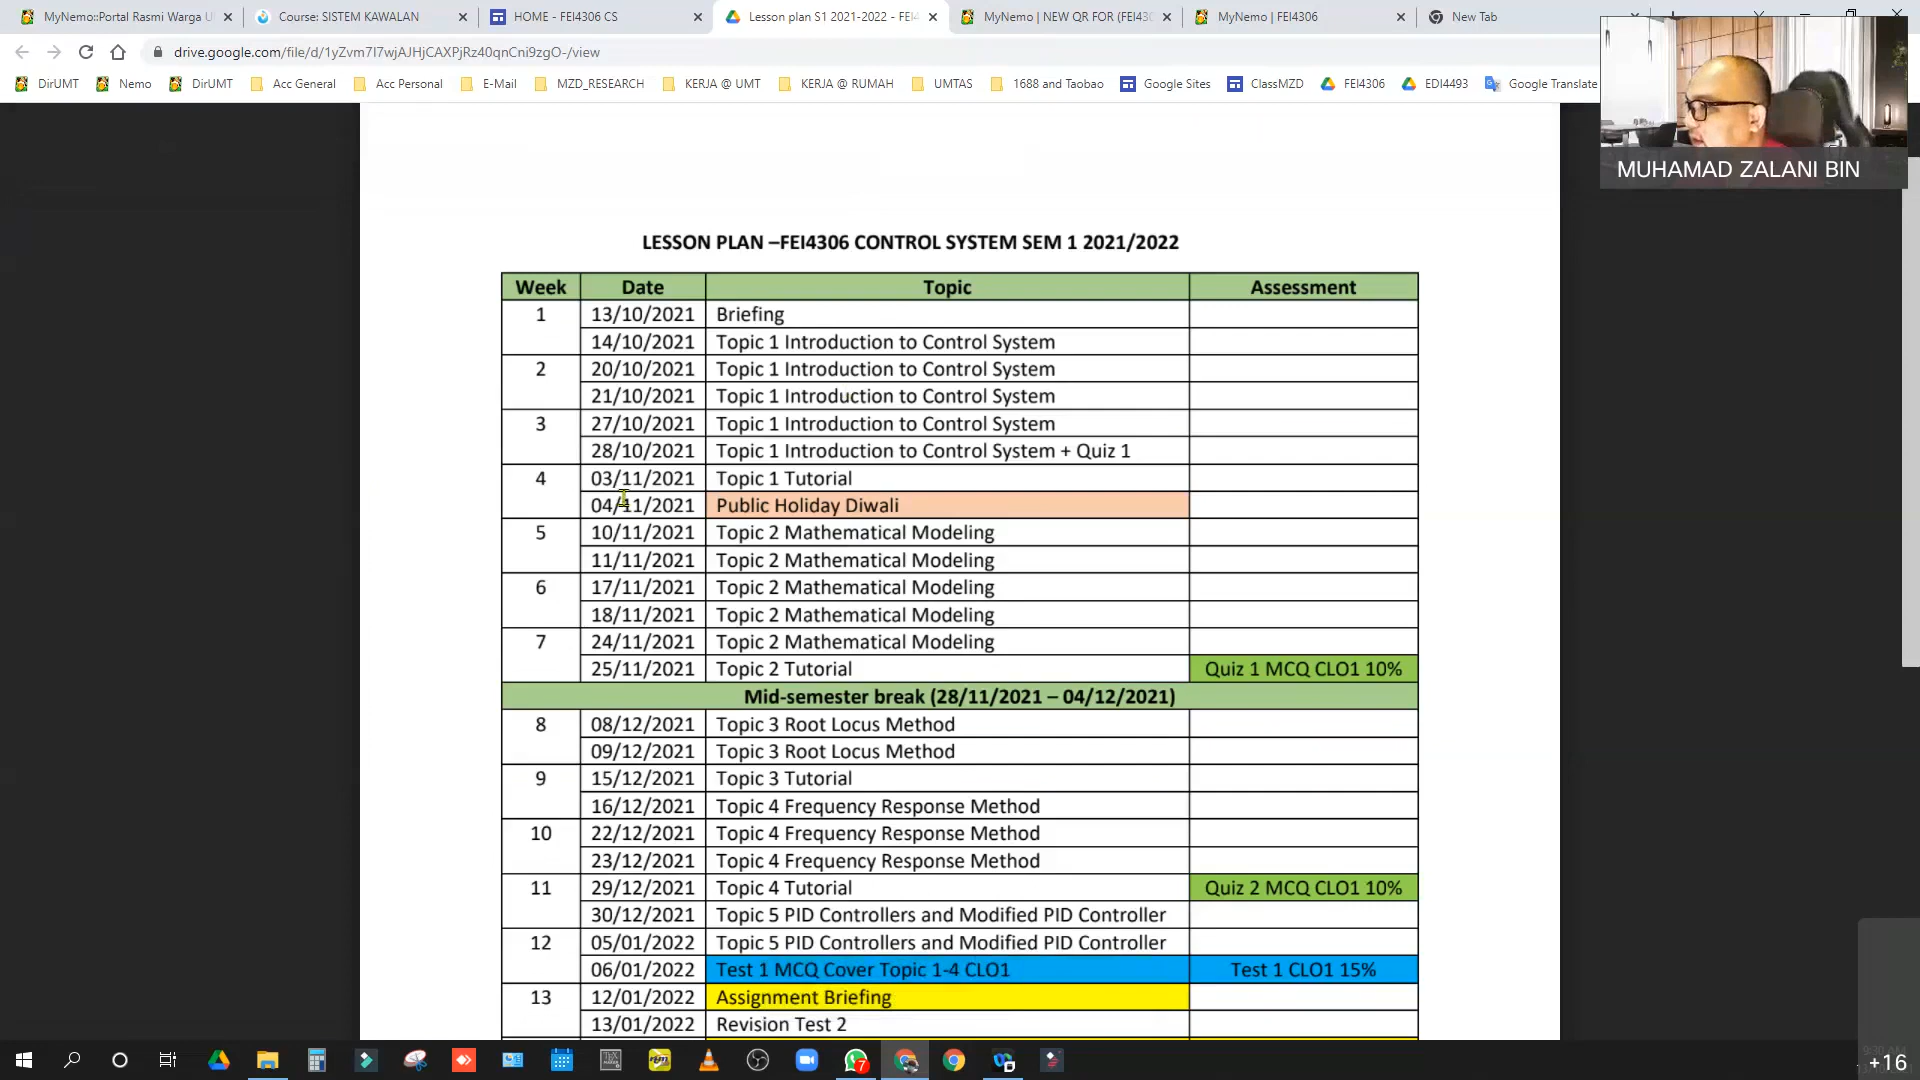 MyNemo::Portal Rasmi Warga U
Course: SISTEM KAWALAN
HOME - FEI4306 CS
Lesson plan S1 2021-2022 - FEI4
MyNemo | NEW QR FOR (FEI430
MyNemo | FEI4306
New Tab
drive.google.com/file/d/1yZvm7I7wjAJHjCAXPjRz40qnCni9zgO-/view
DirUMT
Nemo
DirUMT
Acc General
Acc Personal
E-Mail
MZD_RESEARCH
KERJA @ UMT
KERJA @ RUMAH
UMTAS
1688 and Taobao
Google Sites
ClassMZD
FEI4306
EDI4493
Google Translate
MUHAMAD ZALANI BIN
LESSON PLAN –FEI4306 CONTROL SYSTEM SEM 1 2021/2022
Week Date Topic Assessment
1 13/10/2021 Briefing
14/10/2021 Topic 1 Introduction to Control System
2 20/10/2021 Topic 1 Introduction to Control System
21/10/2021 Topic 1 Introduction to Control System
3 27/10/2021 Topic 1 Introduction to Control System
28/10/2021 Topic 1 Introduction to Control System + Quiz 1
4 03/11/2021 Topic 1 Tutorial
04/11/2021 Public Holiday Diwali
5 10/11/2021 Topic 2 Mathematical Modeling
11/11/2021 Topic 2 Mathematical Modeling
6 17/11/2021 Topic 2 Mathematical Modeling
18/11/2021 Topic 2 Mathematical Modeling
7 24/11/2021 Topic 2 Mathematical Modeling
25/11/2021 Topic 2 Tutorial Quiz 1 MCQ CLO1 10%
Mid-semester break (28/11/2021 – 04/12/2021)
8 08/12/2021 Topic 3 Root Locus Method
09/12/2021 Topic 3 Root Locus Method
9 15/12/2021 Topic 3 Tutorial
16/12/2021 Topic 4 Frequency Response Method
10 22/12/2021 Topic 4 Frequency Response Method
23/12/2021 Topic 4 Frequency Response Method
11 29/12/2021 Topic 4 Tutorial Quiz 2 MCQ CLO1 10%
30/12/2021 Topic 5 PID Controllers and Modified PID Controller
12 05/01/2022 Topic 5 PID Controllers and Modified PID Controller
06/01/2022 Test 1 MCQ Cover Topic 1-4 CLO1 Test 1 CLO1 15%
13 12/01/2022 Assignment Briefing
13/01/2022 Revision Test 2
7
+16